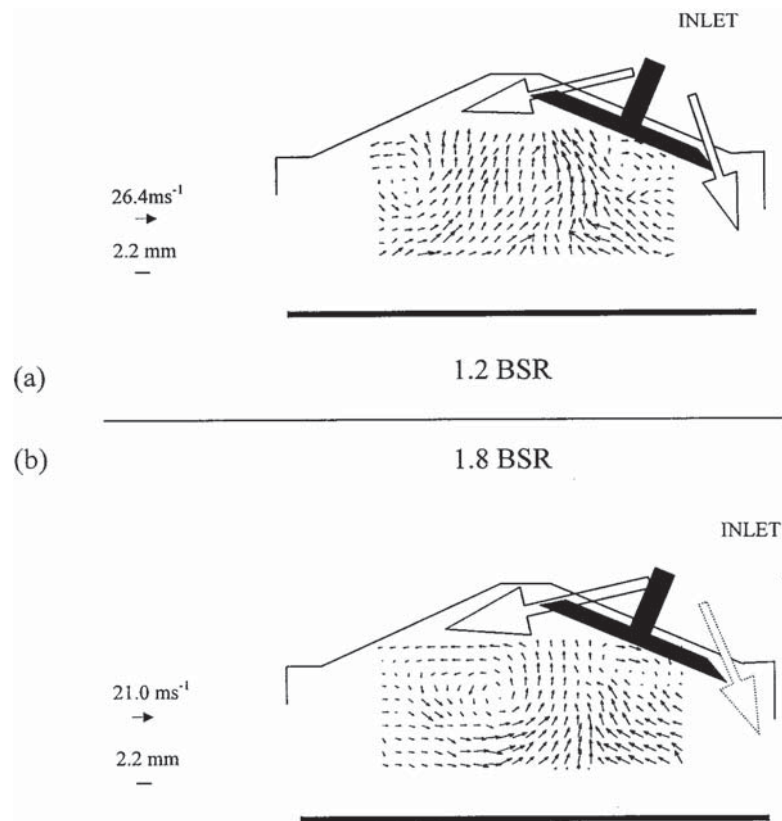 INLET
26.4ms⁻¹
2.2 mm
(a)
1.2 BSR
(b)
1.8 BSR
INLET
21.0 ms⁻¹
2.2 mm